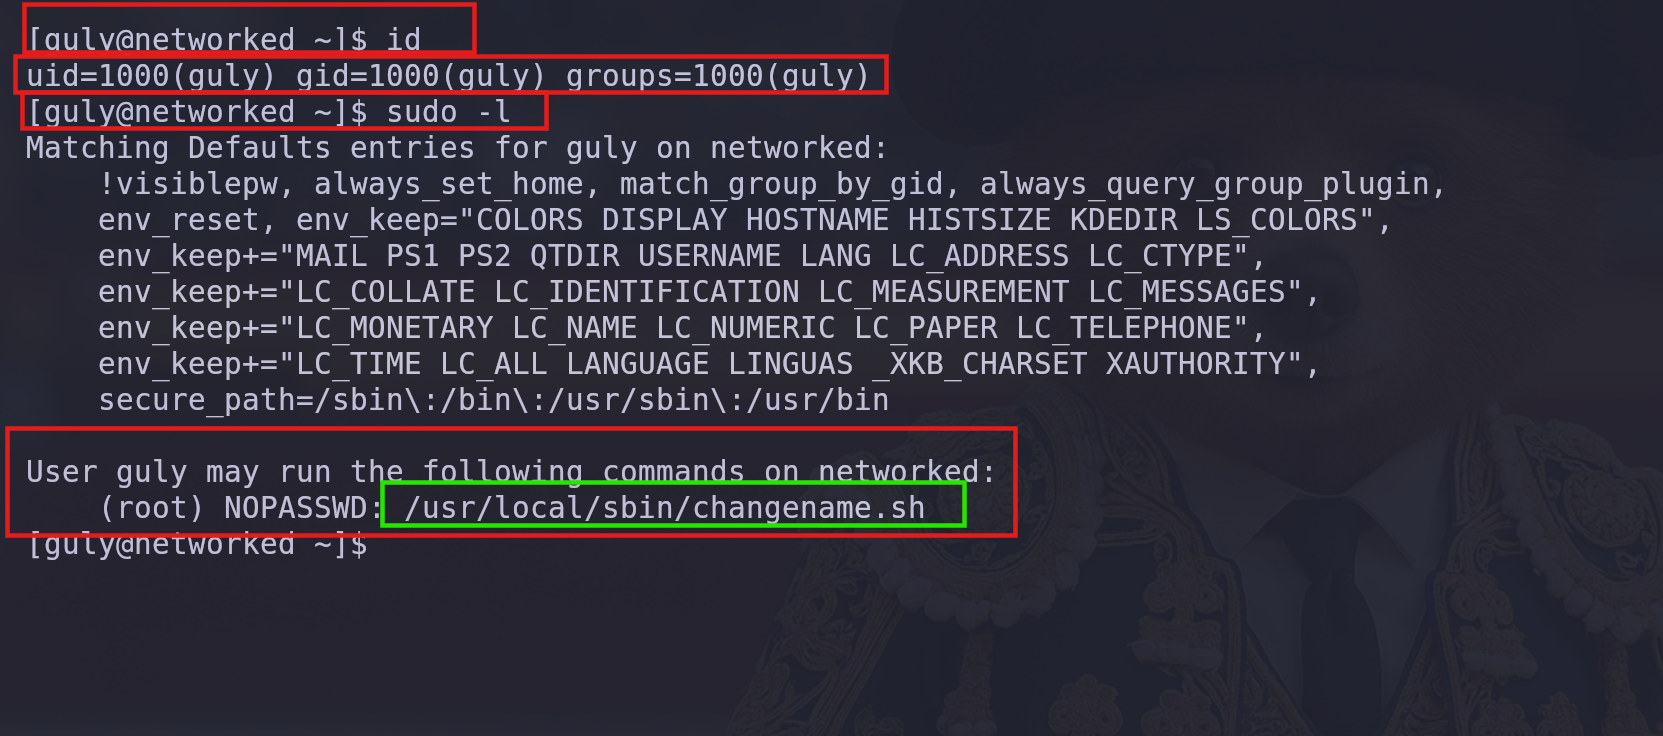 [guly@networked ~]$ id
uid=1000(guly) gid=1000(guly) groups=1000(guly)
[guly@networked ~]$ sudo -l
Matching Defaults entries for guly on networked:
    !visiblepw, always_set_home, match_group_by_gid, always_query_group_plugin,
    env_reset, env_keep="COLORS DISPLAY HOSTNAME HISTSIZE KDEDIR LS_COLORS",
    env_keep+="MAIL PS1 PS2 QTDIR USERNAME LANG LC_ADDRESS LC_CTYPE",
    env_keep+="LC_COLLATE LC_IDENTIFICATION LC_MEASUREMENT LC_MESSAGES",
    env_keep+="LC_MONETARY LC_NAME LC_NUMERIC LC_PAPER LC_TELEPHONE",
    env_keep+="LC_TIME LC_ALL LANGUAGE LINGUAS _XKB_CHARSET XAUTHORITY",
    secure_path=/sbin\:/bin\:/usr/sbin\:/usr/bin

User guly may run the following commands on networked:
    (root) NOPASSWD: /usr/local/sbin/changename.sh
[guly@networked ~]$